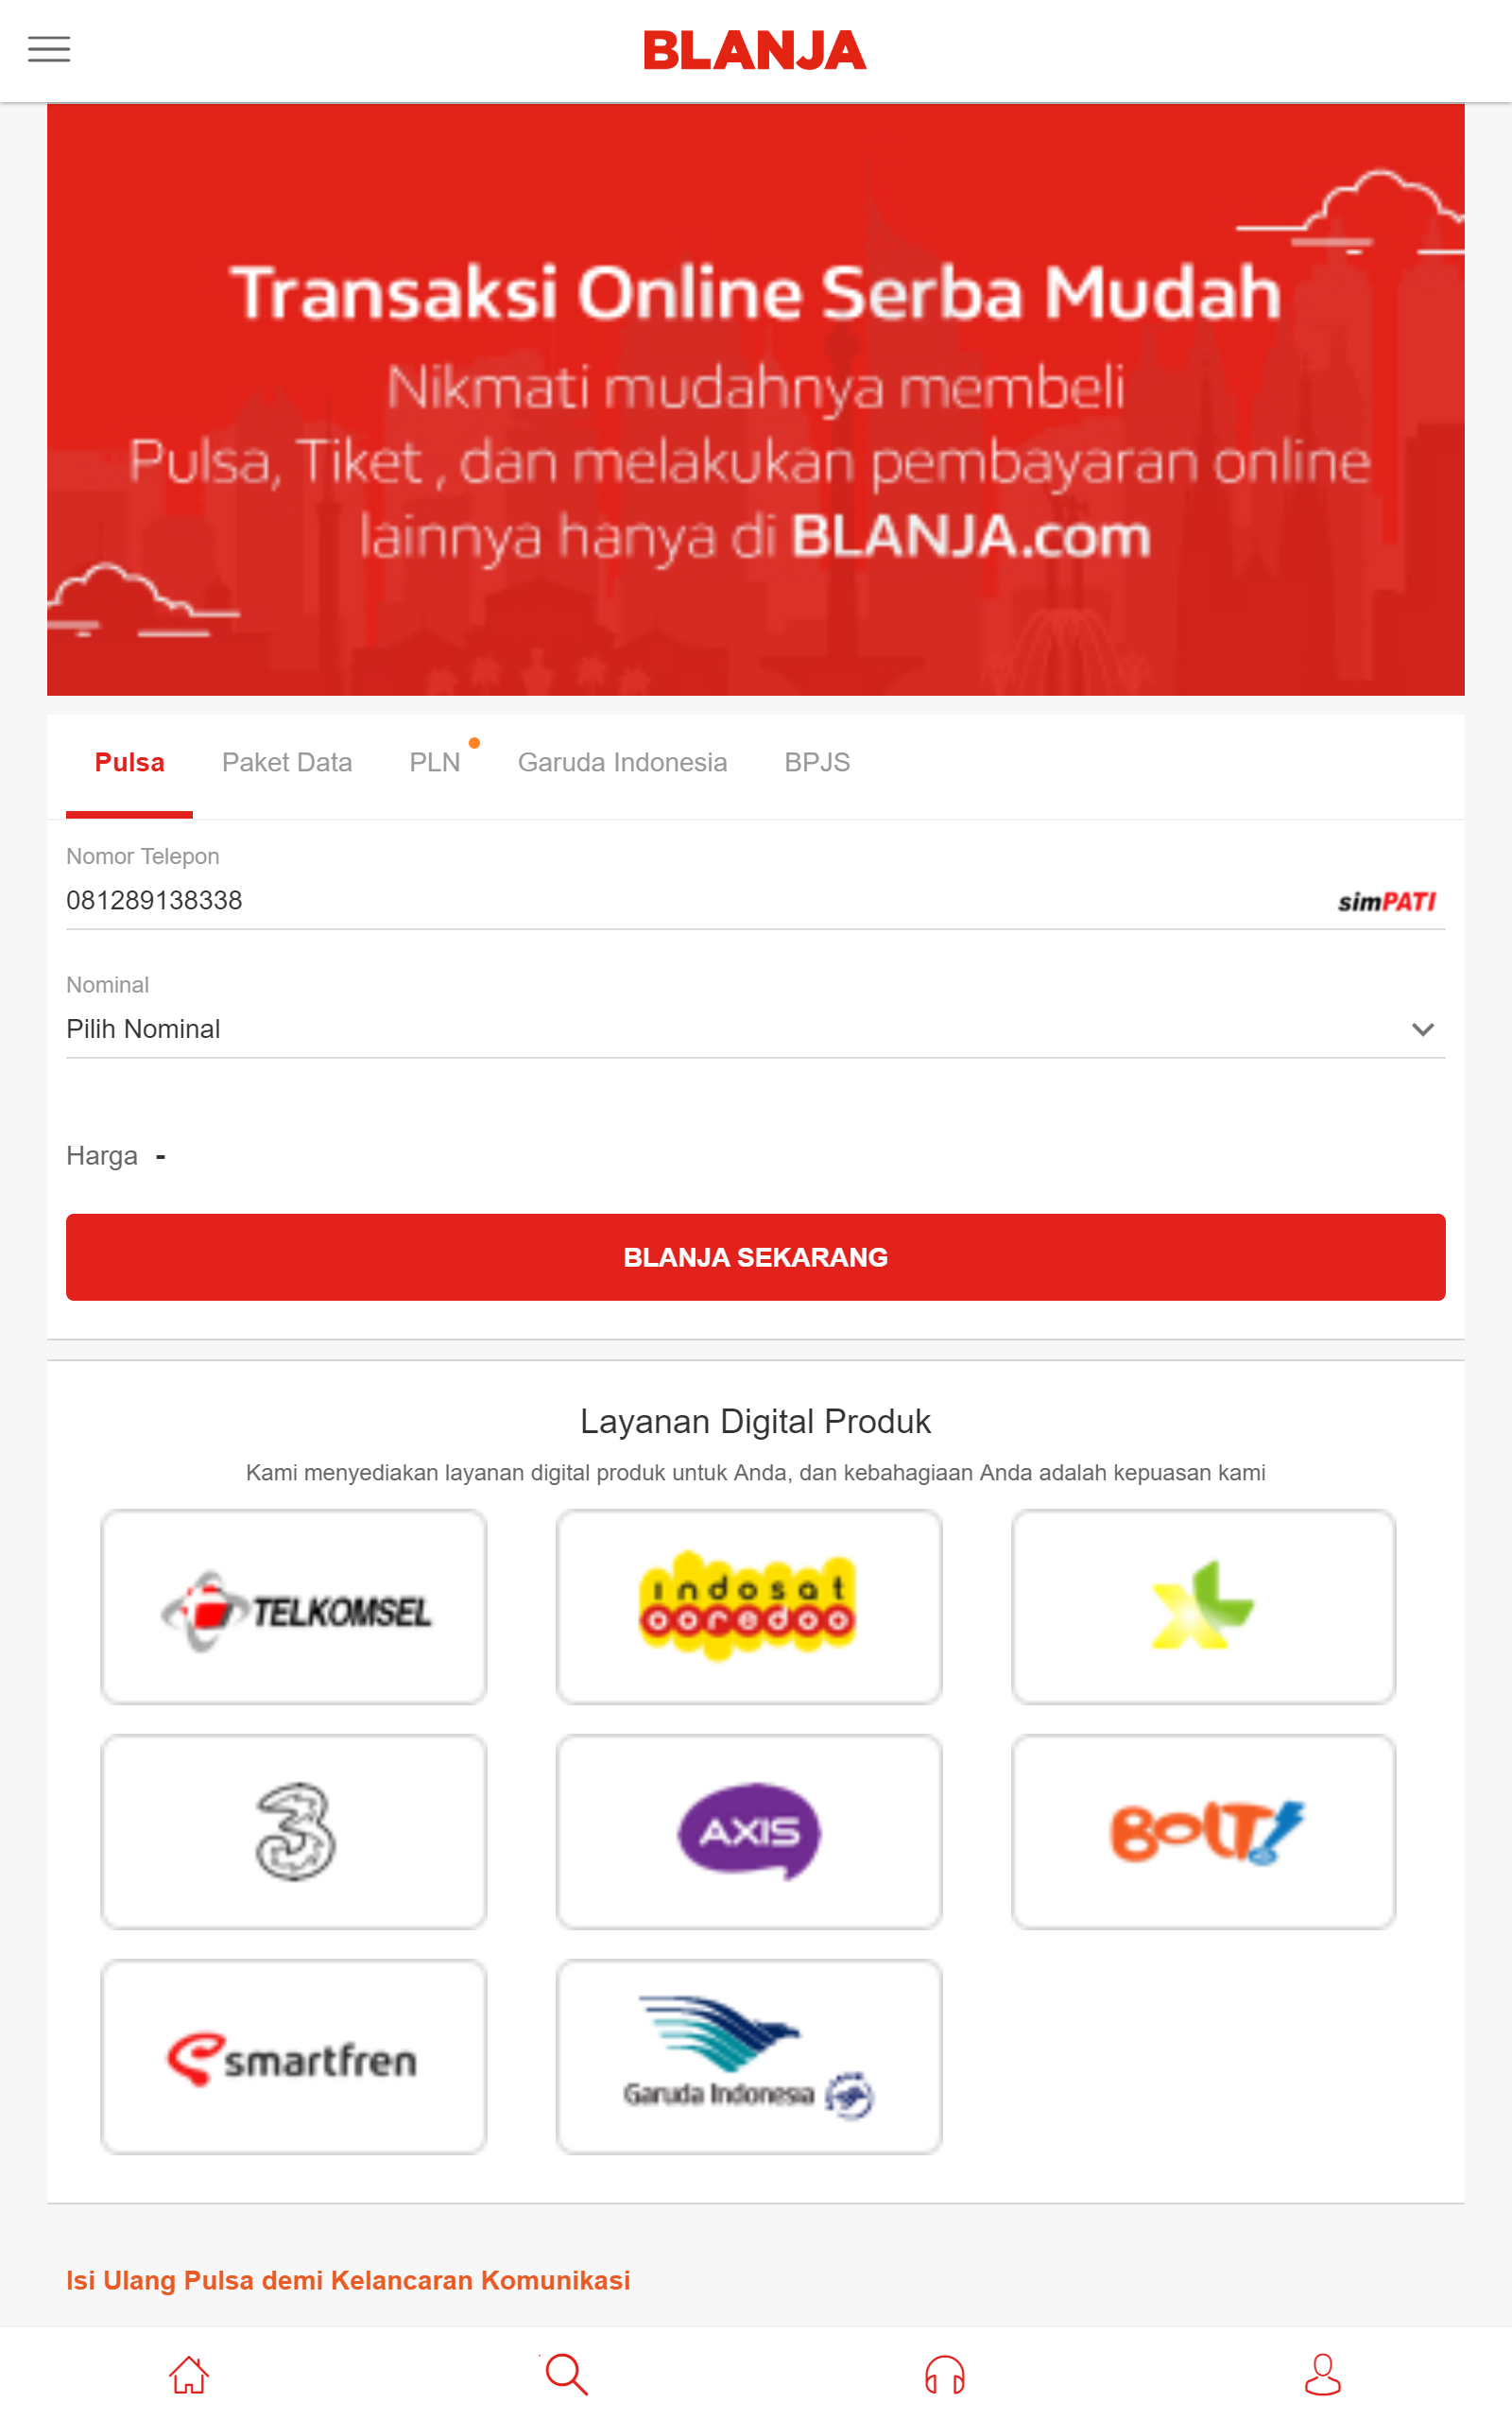 BLANJA
Transaksi Online Serba Mudah
Nikmati mudahnya membeli
Pulsa, Tiket , dan melakukan pembayaran online
lainnya hanya di BLANJA.com
Pulsa Paket Data PLN Garuda Indonesia BPJS
Nomor Telepon
081289138338 simPATI
Nominal
Pilih Nominal
Harga -
BLANJA SEKARANG
Layanan Digital Produk
Kami menyediakan layanan digital produk untuk Anda, dan kebahagiaan Anda adalah kepuasan kami
TELKOMSEL
indosat
ooredoo
XL
3
AXIS
BOLT!
smartfren
Garuda Indonesia
Isi Ulang Pulsa demi Kelancaran Komunikasi